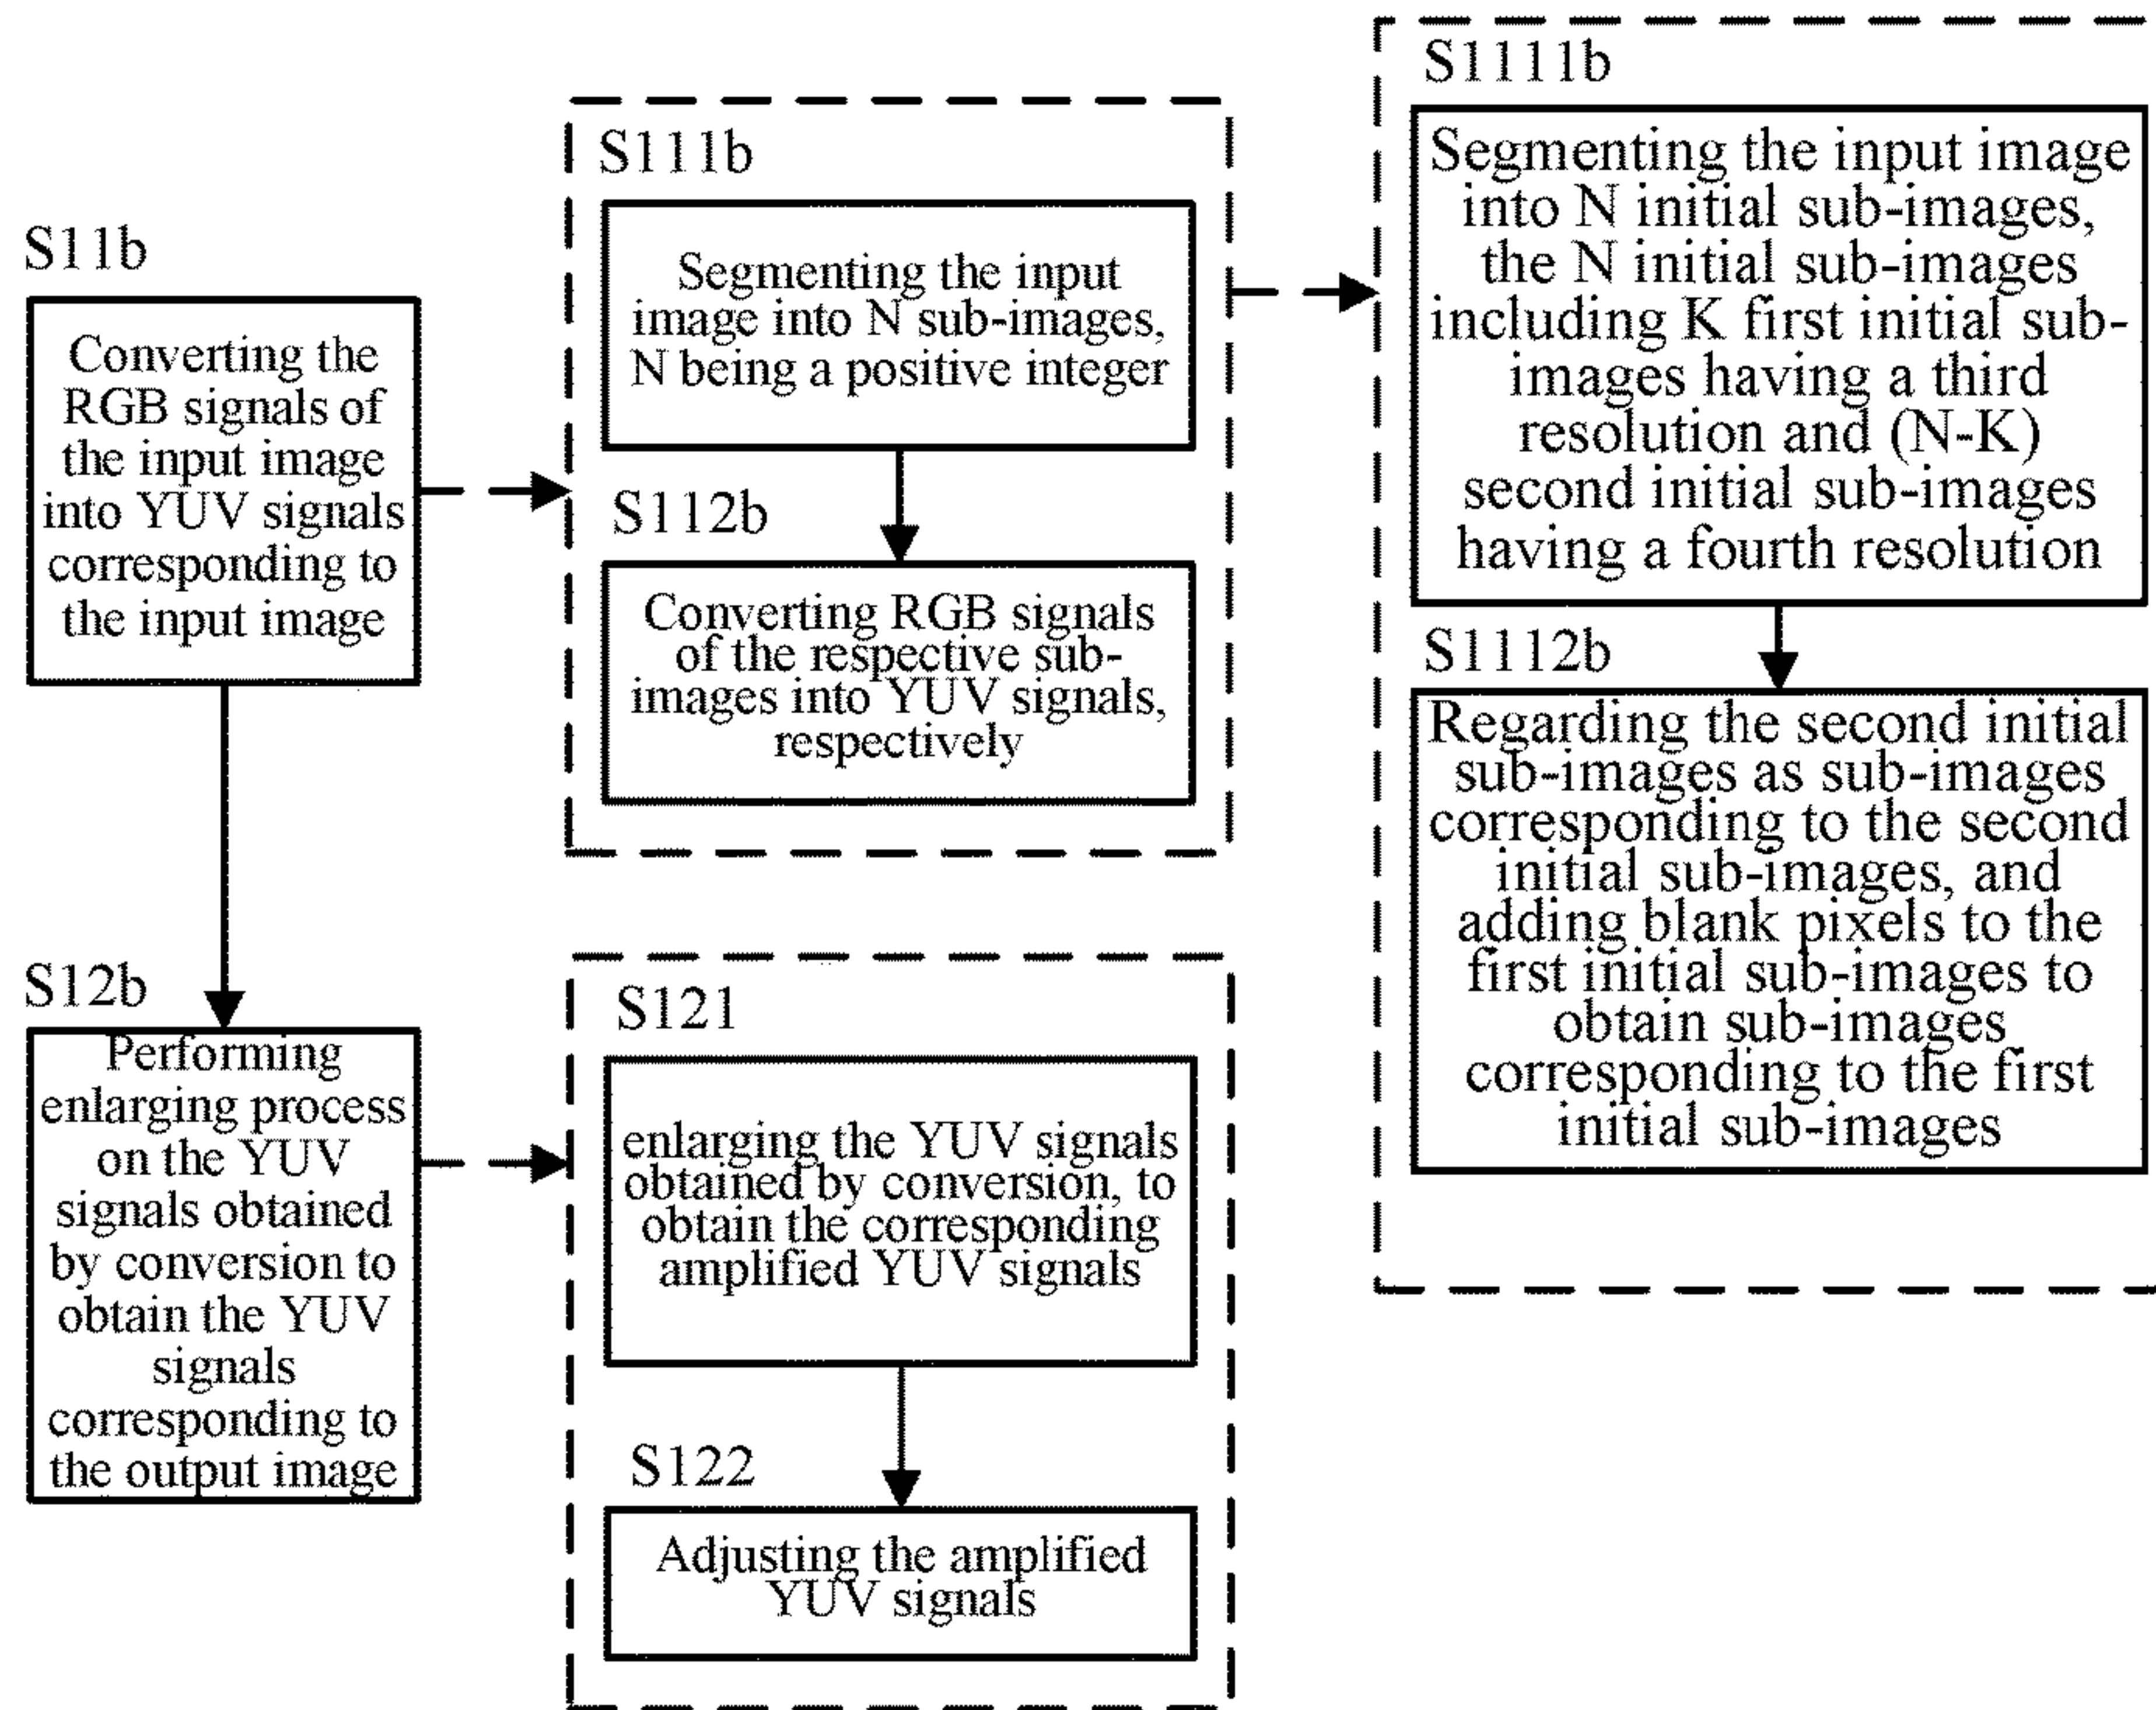 S11b
Converting the
RGB signals of
the input image
into YUV signals
corresponding to
the input image
S12b
Performing
enlarging process
on the YUV
signals obtained
by conversion to
obtain the YUV
signals
corresponding to
the output image
S111b
Segmenting the input
image into N sub-images,
N being a positive integer
S112b
Converting RGB signals
of the respective sub-
images into YUV signals,
respectively
S121
enlarging the YUV signals
obtained by conversion, to
obtain the corresponding
amplified YUV signals
S122
Adjusting the amplified
YUV signals
S1111b
Segmenting the input image
into N initial sub-images,
the N initial sub-images
including K first initial sub-
images having a third
resolution and (N-K)
second initial sub-images
having a fourth resolution
S1112b
Regarding the second initial
sub-images as sub-images
corresponding to the second
initial sub-images, and
adding blank pixels to the
first initial sub-images to
obtain sub-images
corresponding to the first
initial sub-images